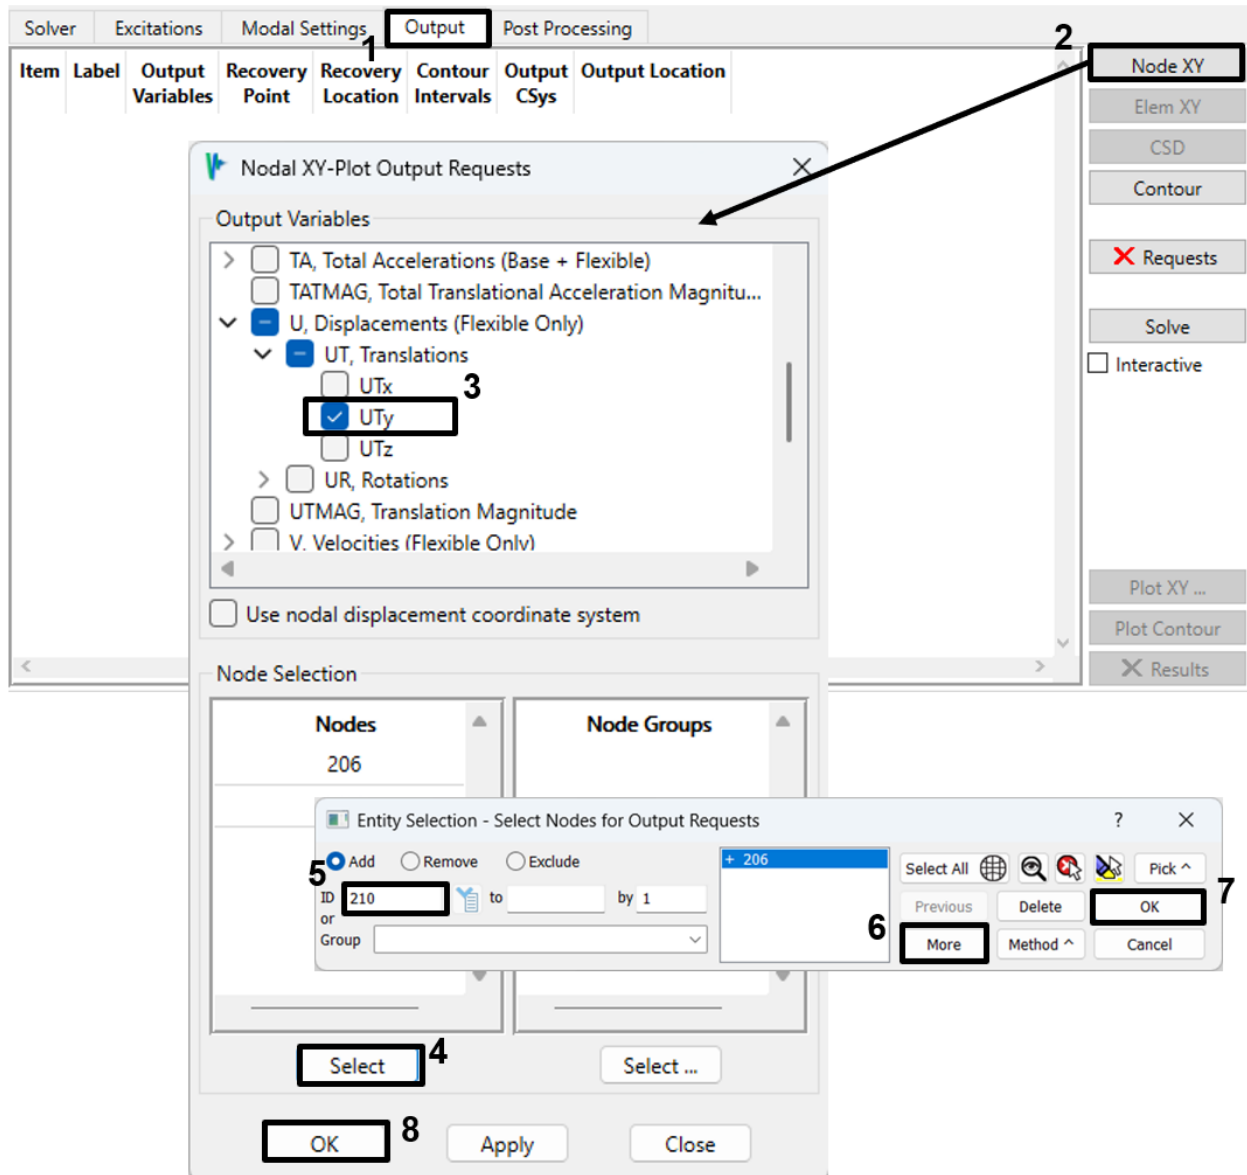 Solver Excitations Modal Settings Output Post Processing
1
2
Item Label Output Variables Recovery Point Recovery Location Contour Intervals Output CSys Output Location
Node XY
Elem XY
CSD
Contour
Requests
Solve
Interactive
Plot XY ...
Plot Contour
Results
Nodal XY-Plot Output Requests
Output Variables
TA, Total Accelerations (Base + Flexible)
TATMAG, Total Translational Acceleration Magnitu...
U, Displacements (Flexible Only)
UT, Translations
UTx
3
UTy
UTz
UR, Rotations
UTMAG, Translation Magnitude
V, Velocities (Flexible Only)
Use nodal displacement coordinate system
Node Selection
Nodes Node Groups
206
Entity Selection - Select Nodes for Output Requests ?
5 Add Remove Exclude + 206 Select All Pick ^
ID 210 to by 1 Previous Delete OK 7
or
Group 6 More Method ^ Cancel
Select 4 Select ...
OK 8 Apply Close